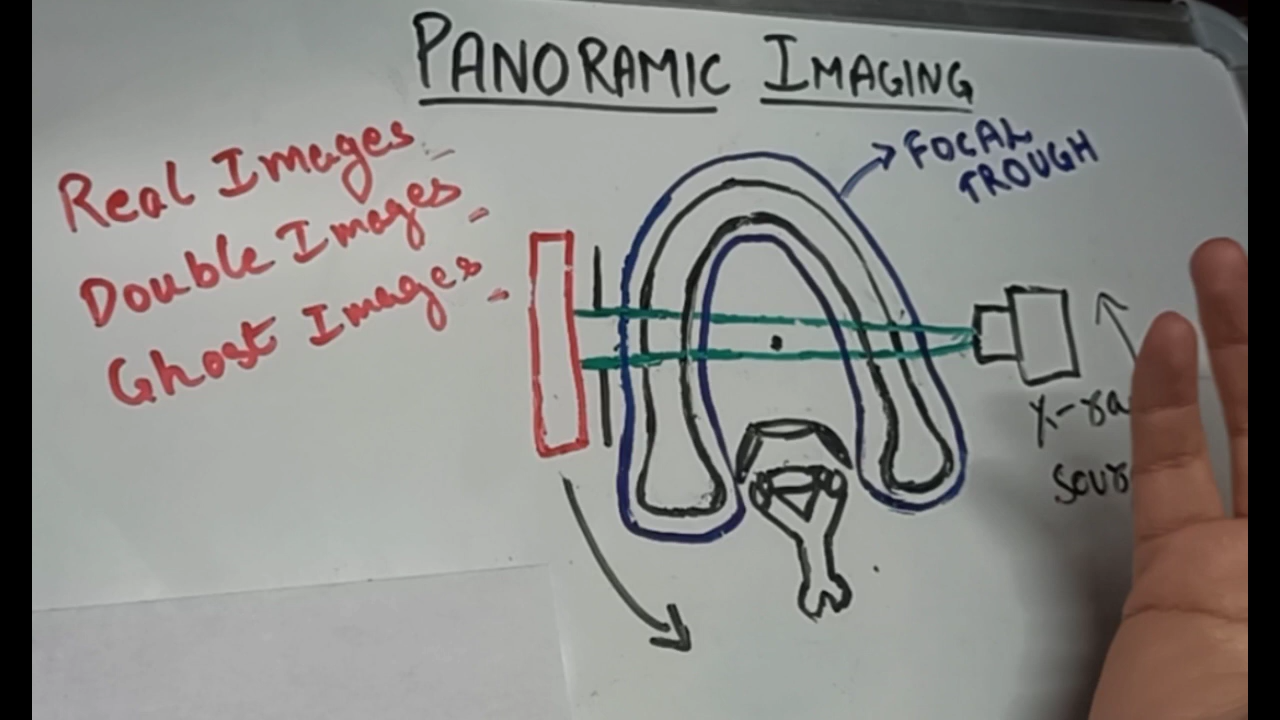 PANORAMIC IMAGING
Real Images
Double Images
Ghost Images
FOCAL
TROUGH